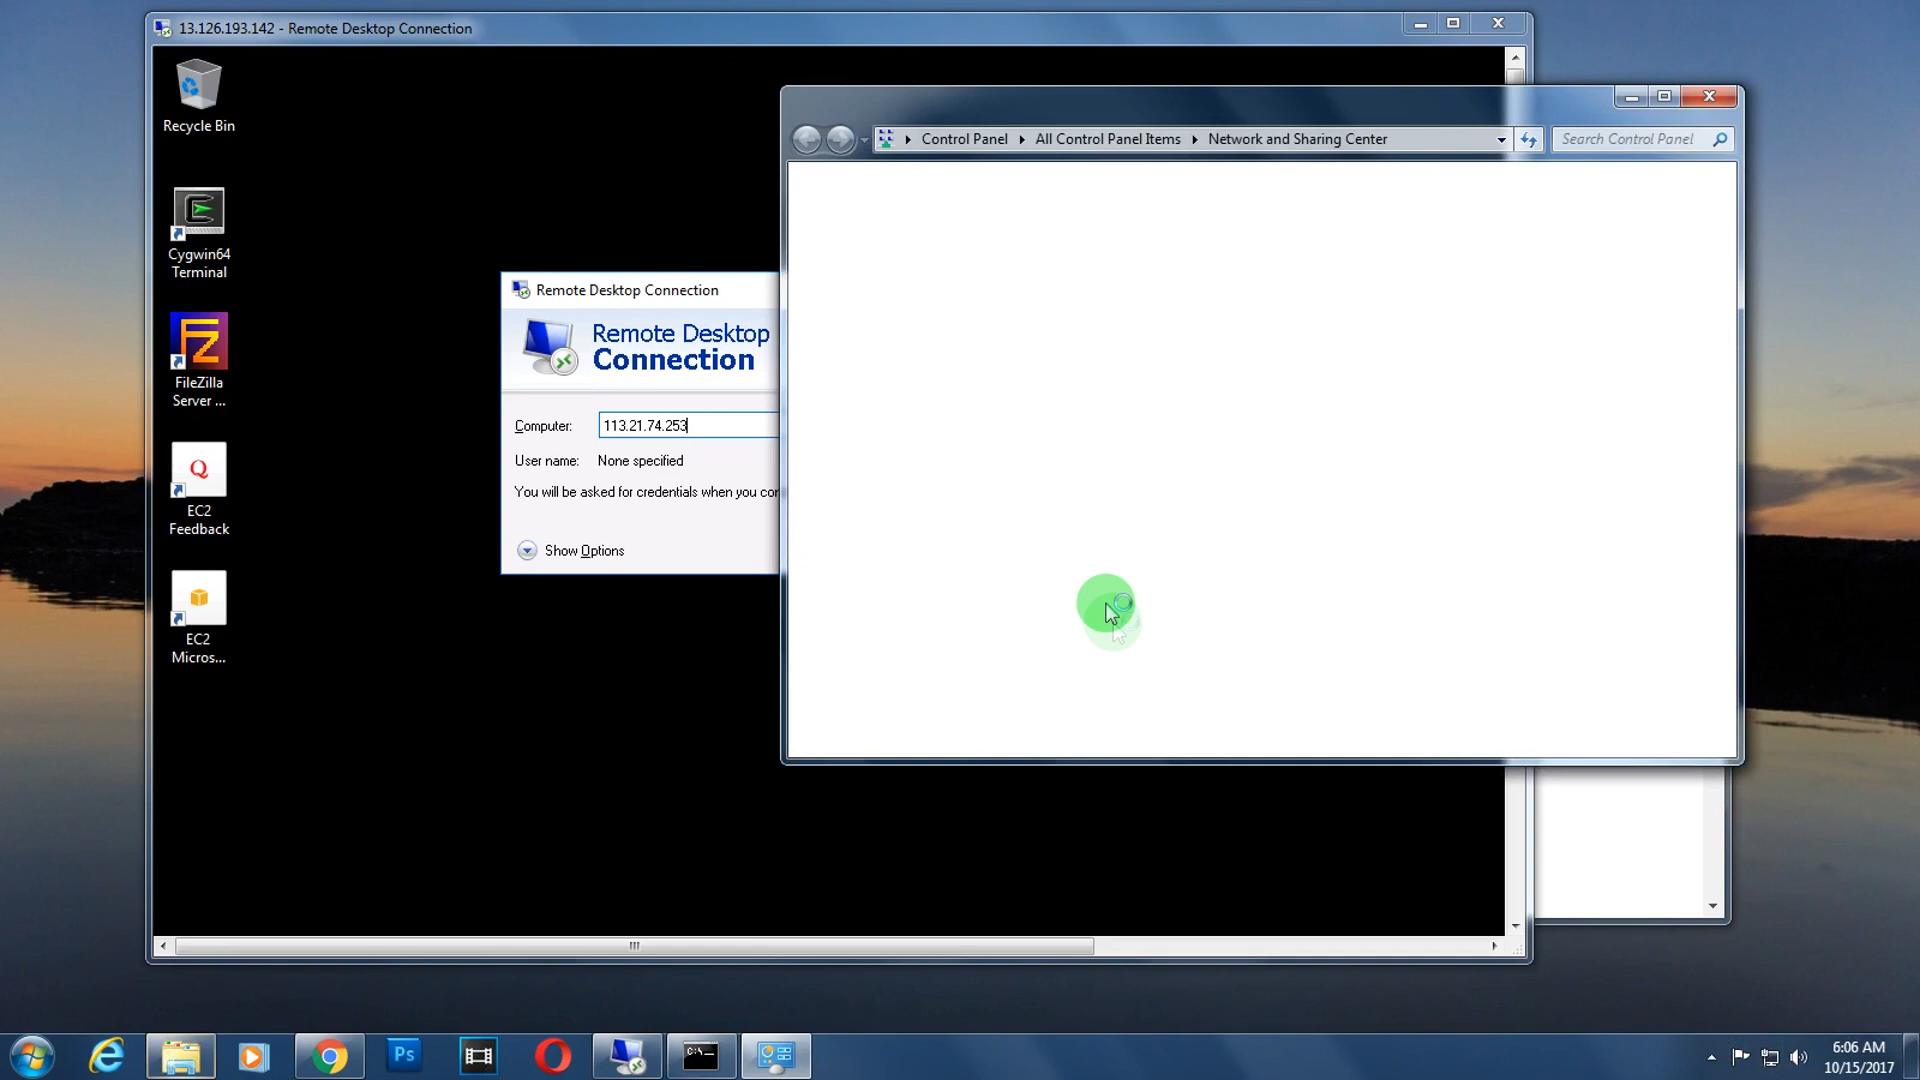 13.126.193.142 - Remote Desktop Connection
Recycle Bin
Control Panel
All Control Panel Items
Network and Sharing Center
Search Control Panel
Cygwin64
Terminal
Remote Desktop Connection
Remote Desktop
Connection
FileZilla
Server ...
Computer:
113.21.74.253
User name:
None specified
You will be asked for credentials when you con
Q
EC2
Feedback
Show Options
EC2
Micros...
Ps
C:\
6:06 AM
10/15/2017